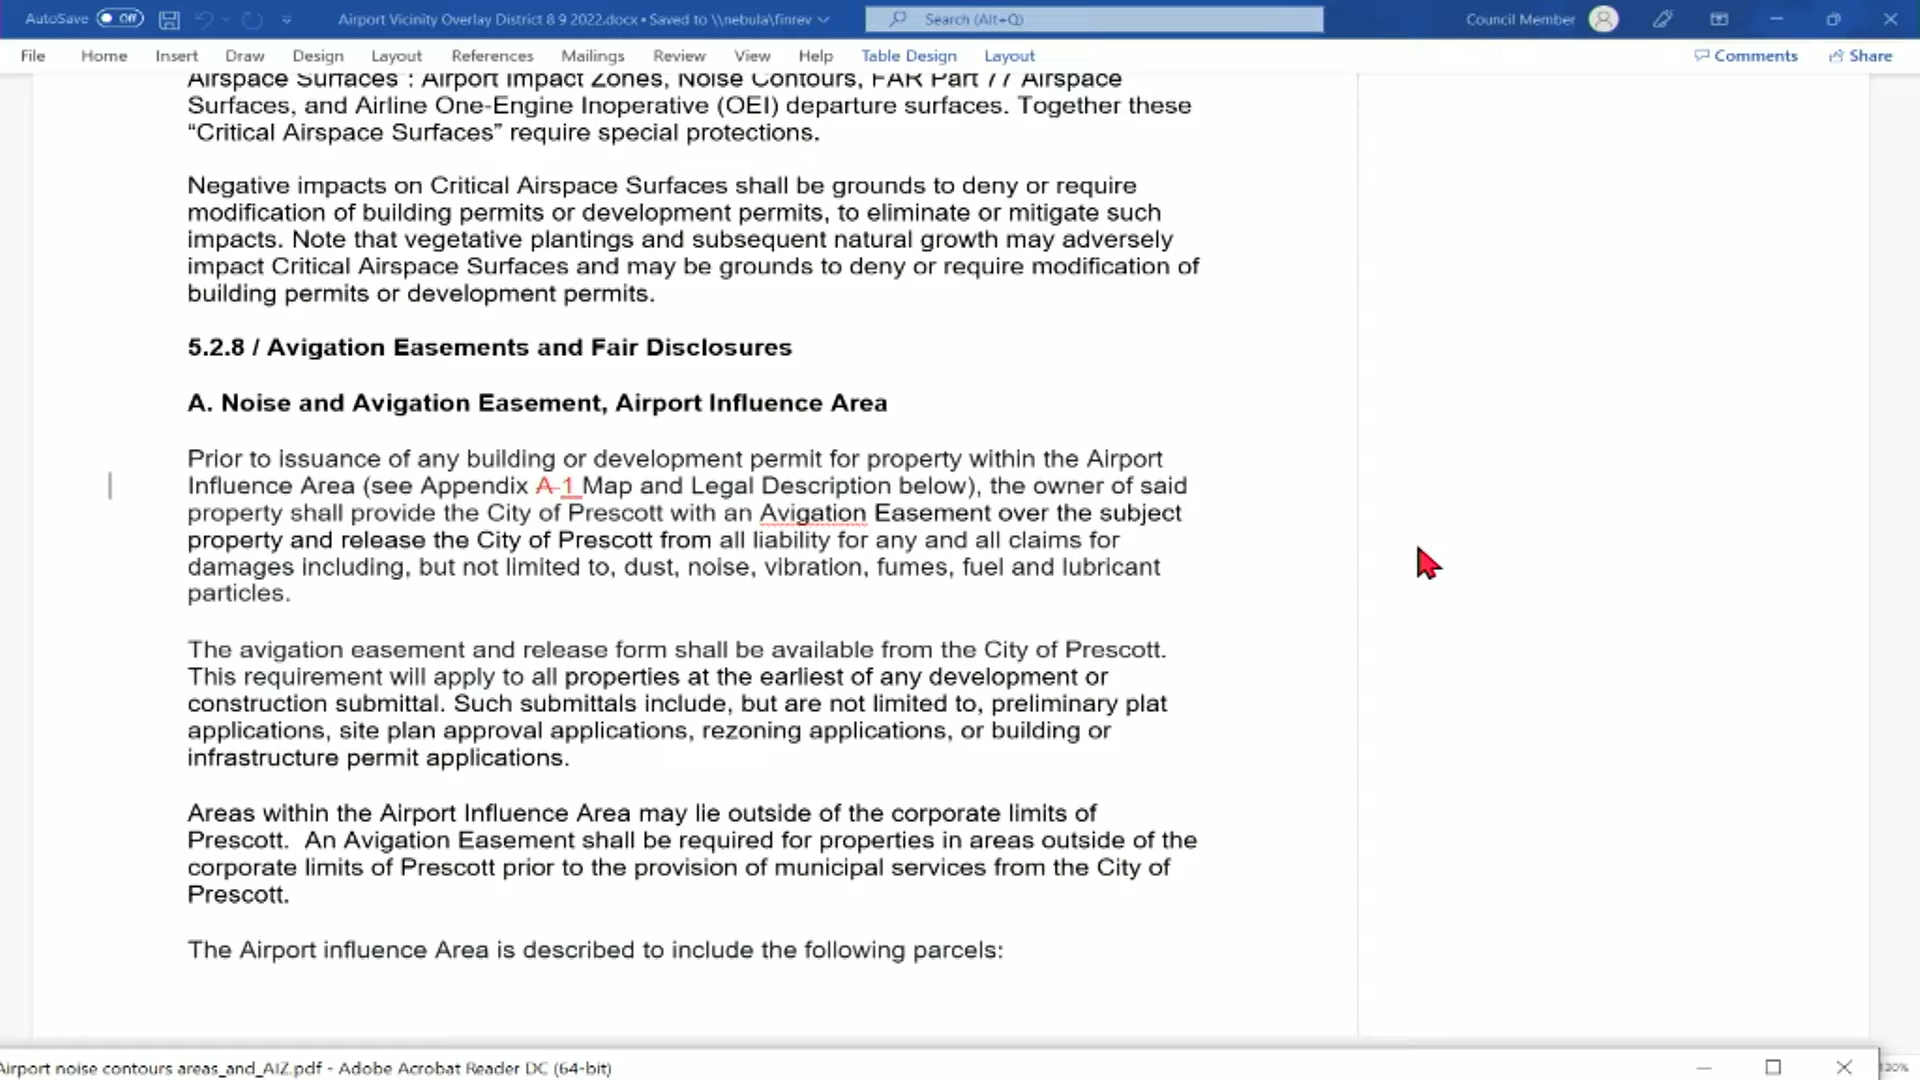 AutoSave Off Airport Vicinity Overlay District 8 9 2022.docx • Saved to \\nebula\finrev Search (Alt+Q) Council Member
File Home Insert Draw Design Layout References Mailings Review View Help Table Design Layout Comments Share
Airspace Surfaces": Airport Impact Zones, Noise Contours, FAR Part 77 Airspace
Surfaces, and Airline One-Engine Inoperative (OEI) departure surfaces. Together these
“Critical Airspace Surfaces” require special protections.
Negative impacts on Critical Airspace Surfaces shall be grounds to deny or require
modification of building permits or development permits, to eliminate or mitigate such
impacts. Note that vegetative plantings and subsequent natural growth may adversely
impact Critical Airspace Surfaces and may be grounds to deny or require modification of
building permits or development permits.
5.2.8 / Avigation Easements and Fair Disclosures
A. Noise and Avigation Easement, Airport Influence Area
Prior to issuance of any building or development permit for property within the Airport
Influence Area (see Appendix A 1 Map and Legal Description below), the owner of said
property shall provide the City of Prescott with an Avigation Easement over the subject
property and release the City of Prescott from all liability for any and all claims for
damages including, but not limited to, dust, noise, vibration, fumes, fuel and lubricant
particles.
The avigation easement and release form shall be available from the City of Prescott.
This requirement will apply to all properties at the earliest of any development or
construction submittal. Such submittals include, but are not limited to, preliminary plat
applications, site plan approval applications, rezoning applications, or building or
infrastructure permit applications.
Areas within the Airport Influence Area may lie outside of the corporate limits of
Prescott. An Avigation Easement shall be required for properties in areas outside of the
corporate limits of Prescott prior to the provision of municipal services from the City of
Prescott.
The Airport influence Area is described to include the following parcels:
Airport noise contours areas_and_AIZ.pdf - Adobe Acrobat Reader DC (64-bit)